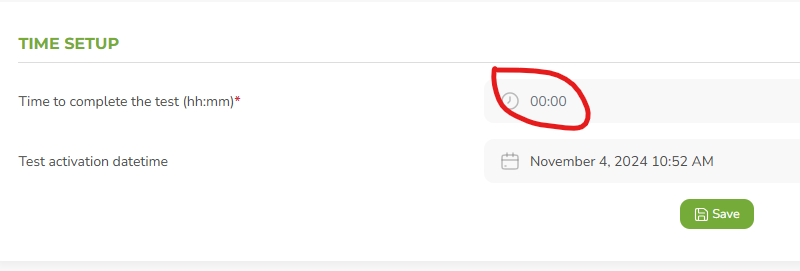 TIME SETUP
Time to complete the test (hh:mm)*
00:00
Test activation datetime
November 4, 2024 10:52 AM
Save